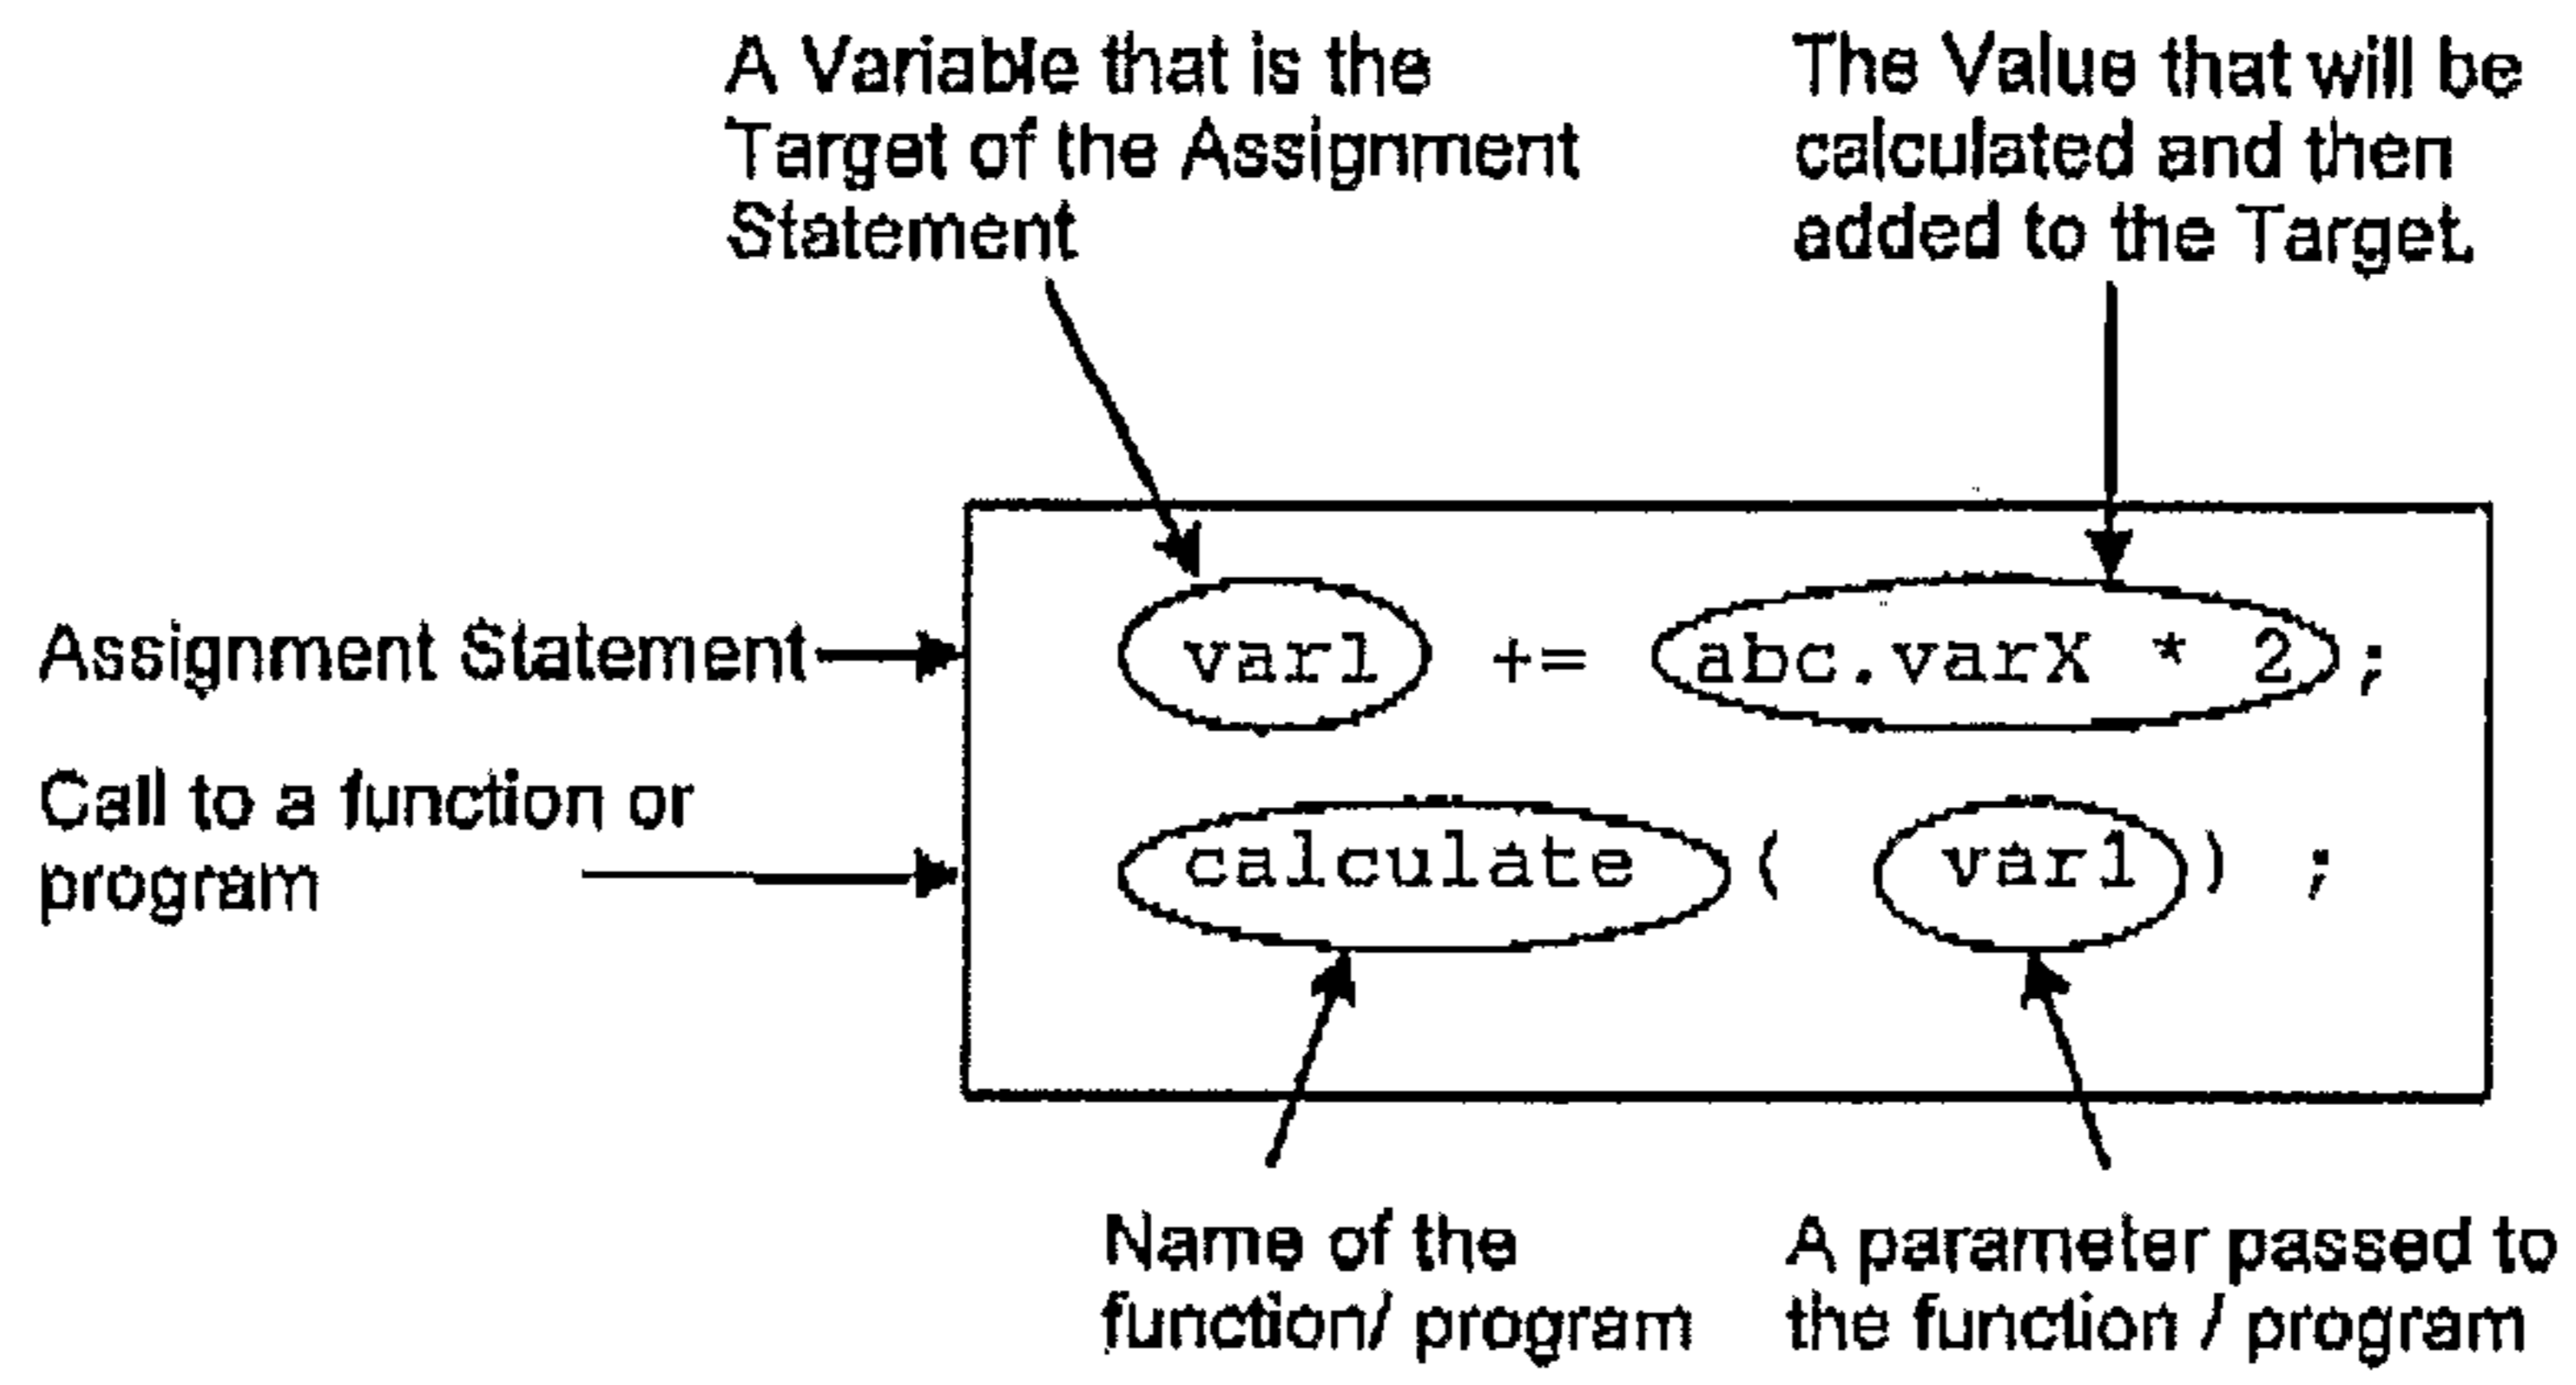 A Variable that is the
Target of the Assignment
Statement
The Value that will be
calculated and then
added to the Target.
Assignment Statement
var1 += abc.varX * 2;
Call to a function or
program
calculate ( var1) ;
Name of the
function/ program
A parameter passed to
the function / program